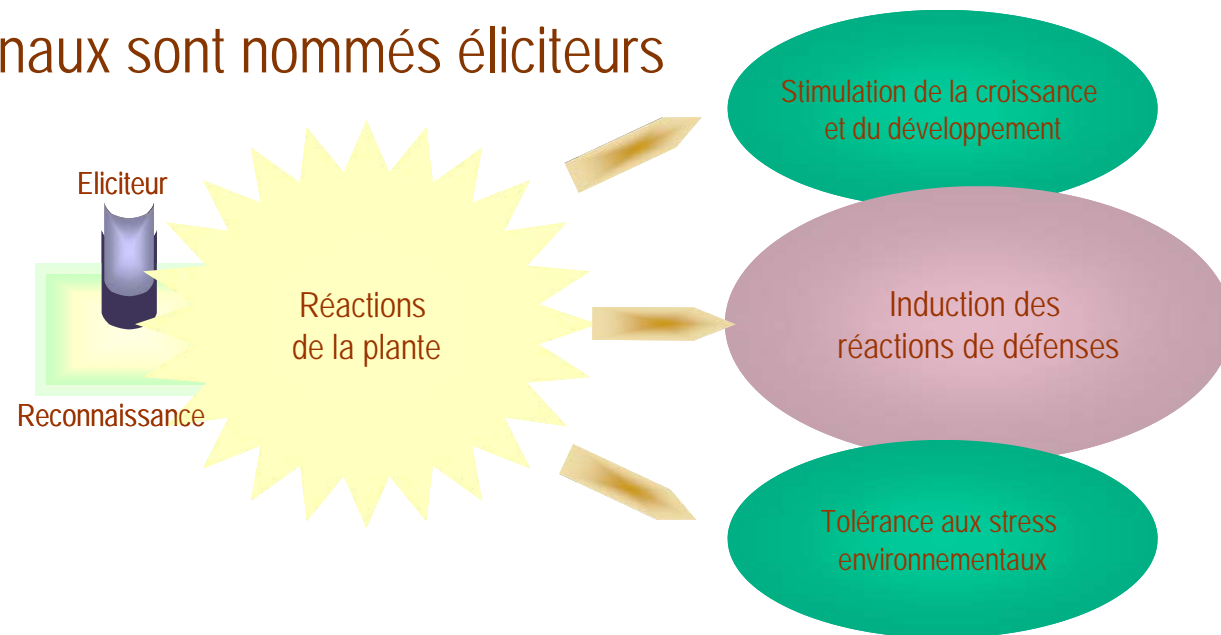 naux sont nommés éliciteurs
Eliciteur
Reconnaissance
Réactions
de la plante
Stimulation de la croissance
et du développement
Induction des
réactions de défenses
Tolérance aux stress
environnementaux